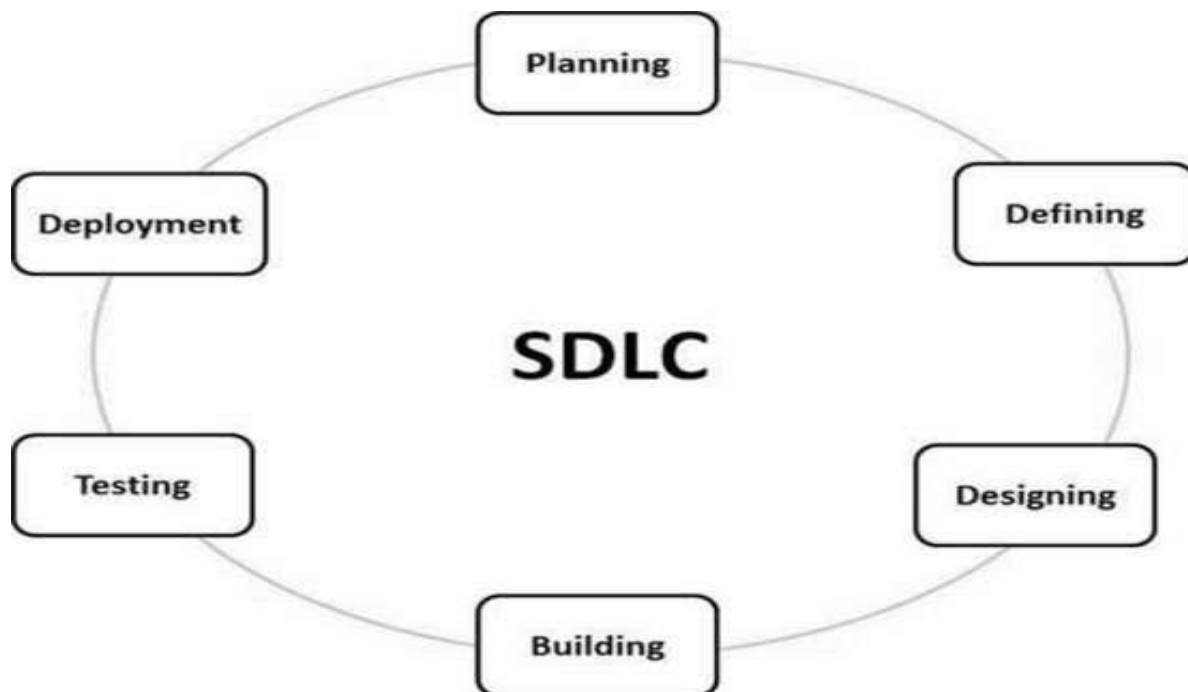 Planning
Defining
Designing
Building
Testing
Deployment
SDLC